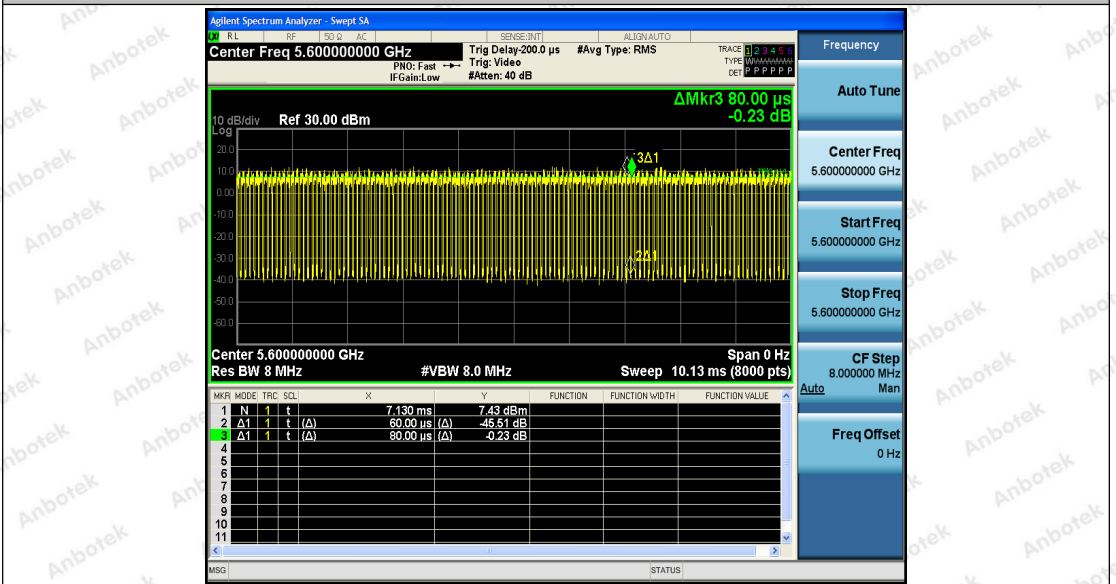 Agilent Spectrum Analyzer - Swept SA
LXI RL RF 50 Ω AC SENSE:INT ALIGNAUTO
Center Freq 5.600000000 GHz
PNO: Fast
IFGain:Low
Trig Delay-200.0 µs
Trig: Video
#Atten: 40 dB
#Avg Type: RMS
TRACE 1 2 3 4 5 6
TYPE
DET P P P P P P
ΔMkr3 80.00 µs
-0.23 dB
10 dB/div Ref 30.00 dBm
Log
20.0
10.0
0.00
-10.0
-20.0
-30.0
-40.0
-50.0
-60.0
3Δ1
2Δ1
Center 5.600000000 GHz Span 0 Hz
Res BW 8 MHz #VBW 8.0 MHz Sweep 10.13 ms (8000 pts)
MKR MODE TRC SCL X Y FUNCTION FUNCTION WIDTH FUNCTION VALUE
1 N 1 t 7.130 ms 7.43 dBm
2 Δ1 1 t (Δ) 60.00 µs (Δ) -45.51 dB
3 Δ1 1 t (Δ) 80.00 µs (Δ) -0.23 dB
4
5
6
7
8
9
10
11
MSG STATUS
Frequency
Auto Tune
Center Freq
5.600000000 GHz
Start Freq
5.600000000 GHz
Stop Freq
5.600000000 GHz
CF Step
8.000000 MHz
Auto Man
Freq Offset
0 Hz
Anbotek